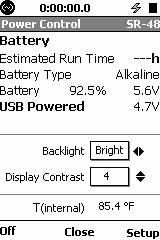 0:00:00.0
Power Control SR-48
Battery
Estimated Run Time ---h
Battery Type Alkaline
Battery 92.5% 5.6V
USB Powered 4.7V
Backlight Bright
Display Contrast 4
T(internal) 85.4 °F
Off Close Setup